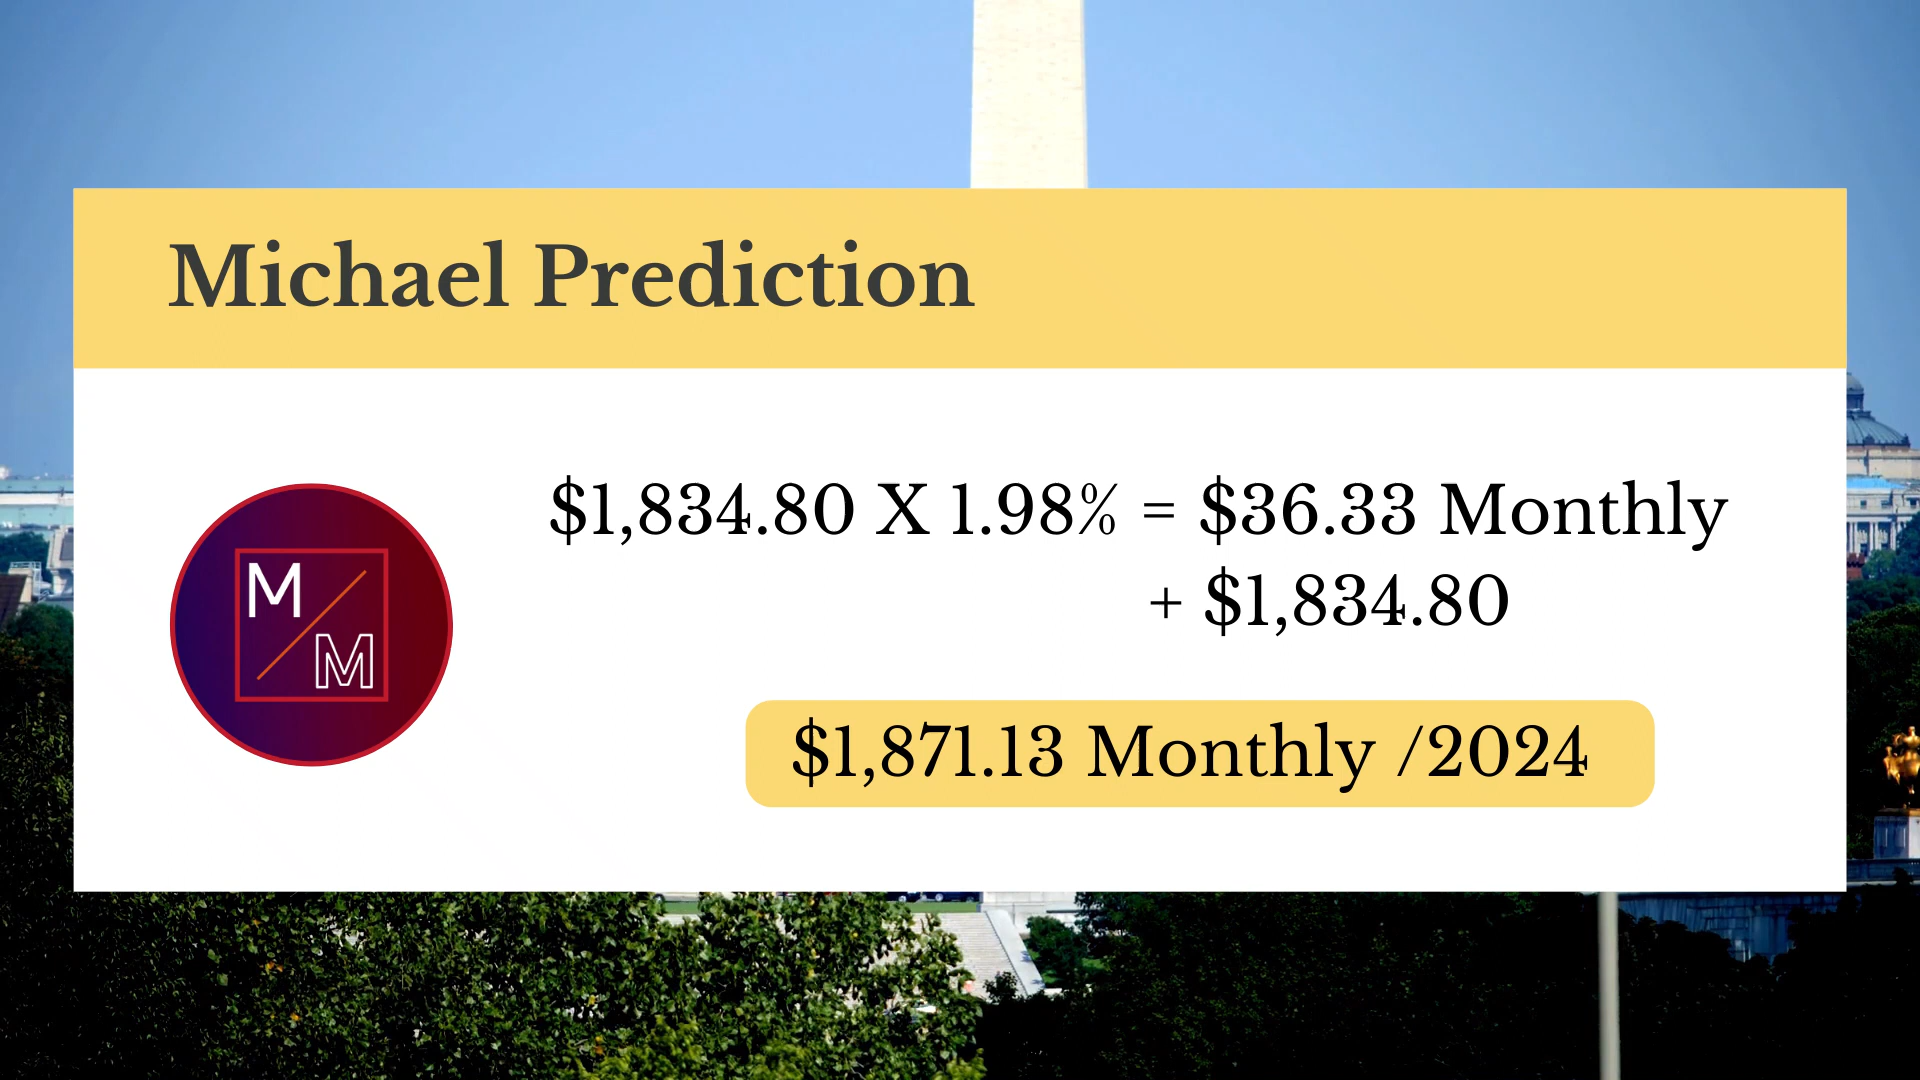 Michael Prediction
$1,834.80 X 1.98% = $36.33 Monthly
+ $1,834.80
M
M
$1,871.13 Monthly /2024